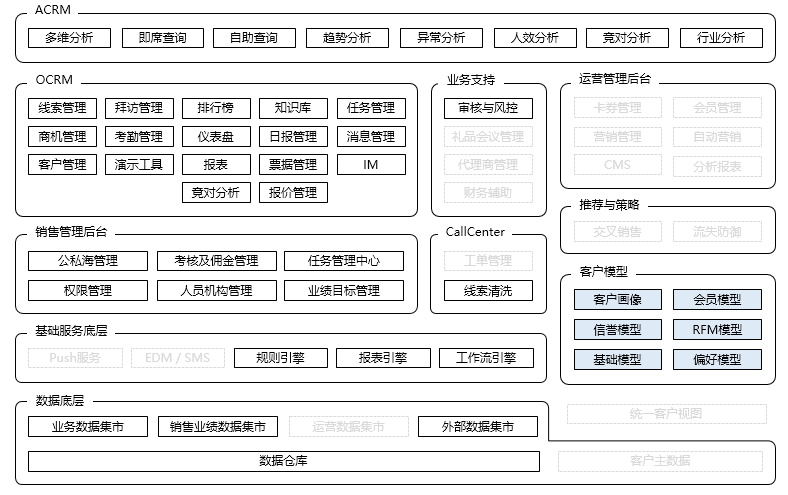 ACRM
多维分析 即席查询 自助查询 趋势分析 异常分析 人效分析 竞对分析 行业分析
OCRM
线索管理 拜访管理 排行榜 知识库 任务管理
商机管理 考勤管理 仪表盘 日报管理 消息管理
客户管理 演示工具 报表 票据管理 IM
竞对分析 报价管理
业务支持
审核与风控
礼品会议管理
代理商管理
财务辅助
运营管理后台
卡券管理 会员管理
营销管理 自动营销
CMS 分析报表
推荐与策略
交叉销售 流失防御
销售管理后台
公私海管理 考核及佣金管理 任务管理中心
权限管理 人员机构管理 业绩目标管理
CallCenter
工单管理
线索清洗
客户模型
客户画像 会员模型
信誉模型 RFM模型
基础模型 偏好模型
基础服务底层
Push服务 EDM / SMS 规则引擎 报表引擎 工作流引擎
数据底层
业务数据集市 销售业绩数据集市 运营数据集市 外部数据集市
统一客户视图
数据仓库 客户主数据